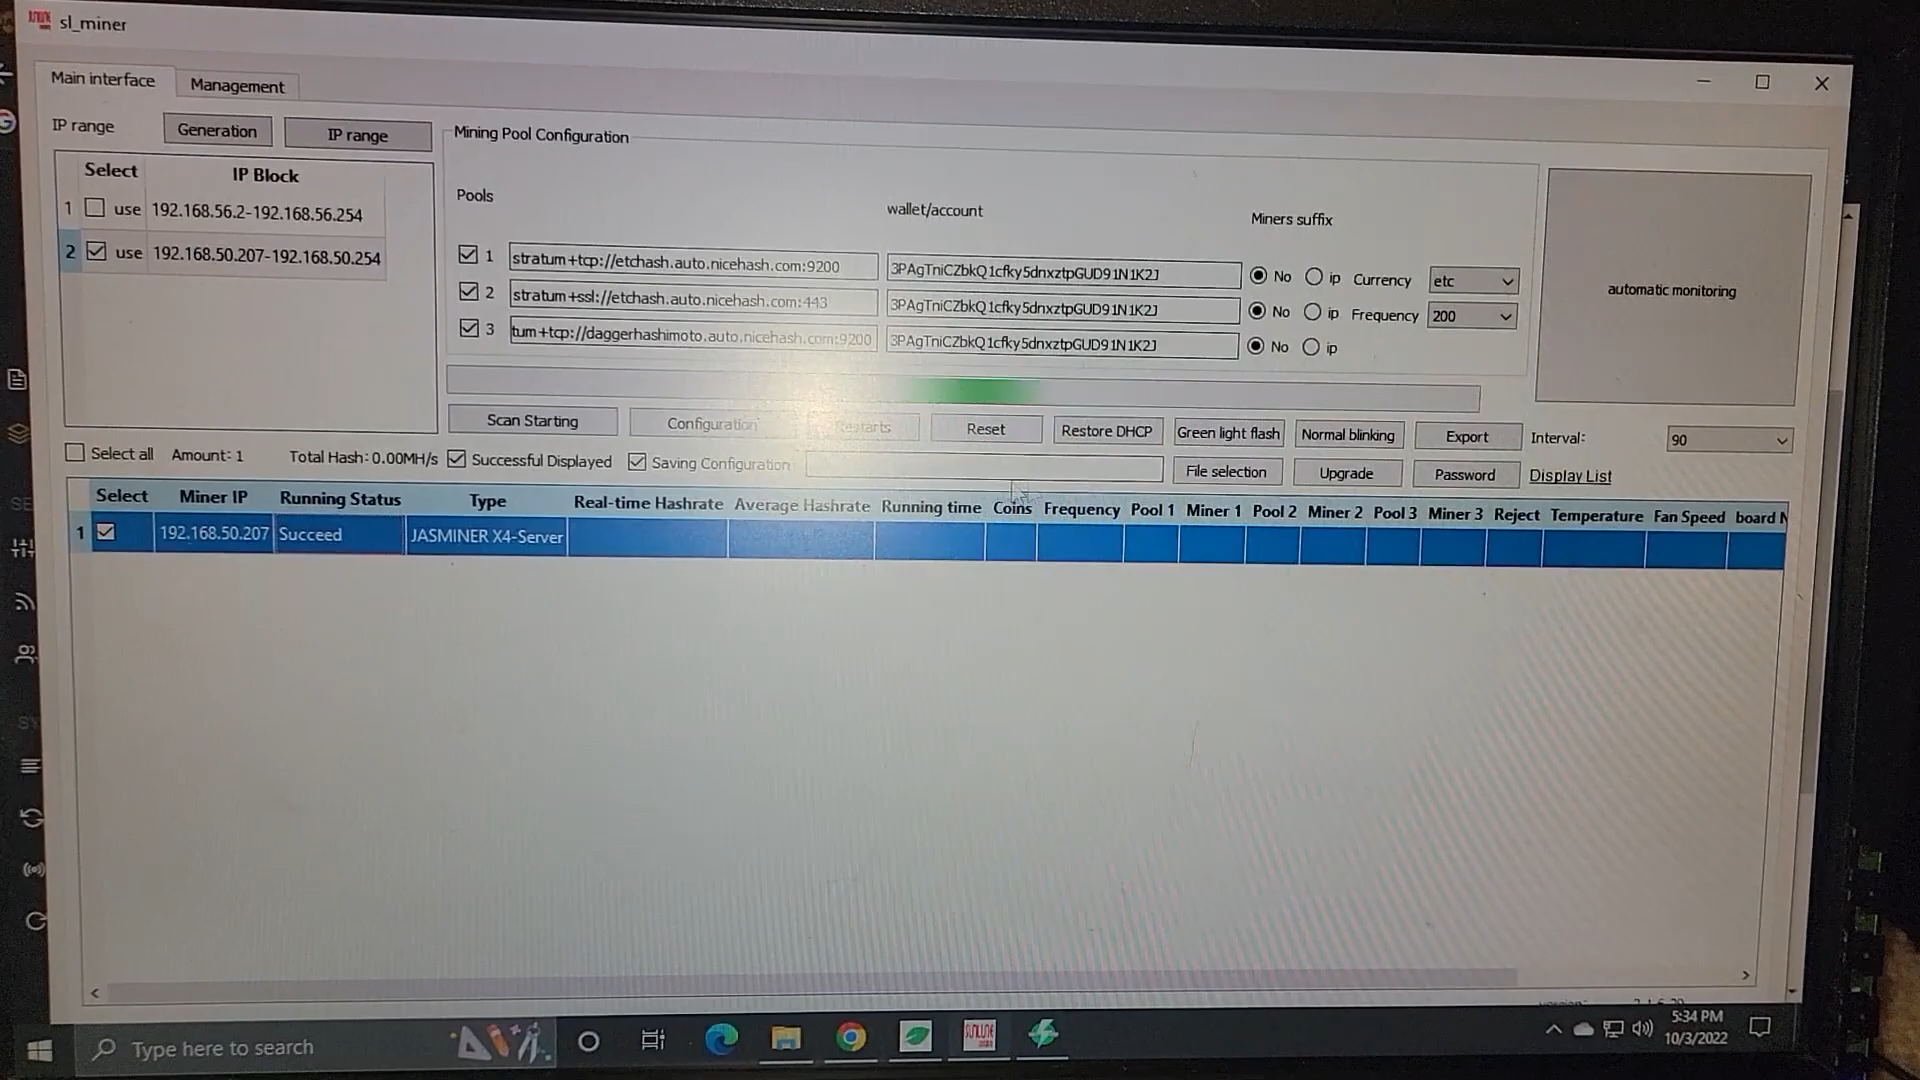 sl_miner
Main interface
Management
IP range
Generation
IP range
Select IP Block
1 use 192.168.56.2-192.168.56.254
2 use 192.168.50.207-192.168.50.254
Mining Pool Configuration
Pools wallet/account Miners suffix
1 stratum+tcp://etchash.auto.nicehash.com:9200 3PAgTniCZbkQ1cfky5dnxztpGUD91N1K2J No ip Currency etc
2 stratum+ssl://etchash.auto.nicehash.com:443 3PAgTniCZbkQ1cfky5dnxztpGUD91N1K2J No ip Frequency 200
3 tum+tcp://daggerhashimoto.auto.nicehash.com:9200 3PAgTniCZbkQ1cfky5dnxztpGUD91N1K2J No ip
automatic monitoring
Scan Starting Configuration Restarts Reset Restore DHCP Green light flash Normal blinking Export Interval: 90
Select all Amount: 1 Total Hash: 0.00MH/s Successful Displayed Saving Configuration File selection Upgrade Password Display List
Select Miner IP Running Status Type Real-time Hashrate Average Hashrate Running time Coins Frequency Pool 1 Miner 1 Pool 2 Miner 2 Pool 3 Miner 3 Reject Temperature Fan Speed board N
1 192.168.50.207 Succeed JASMINER X4-Server
Type here to search
SUNLUNE
5:34 PM
10/3/2022